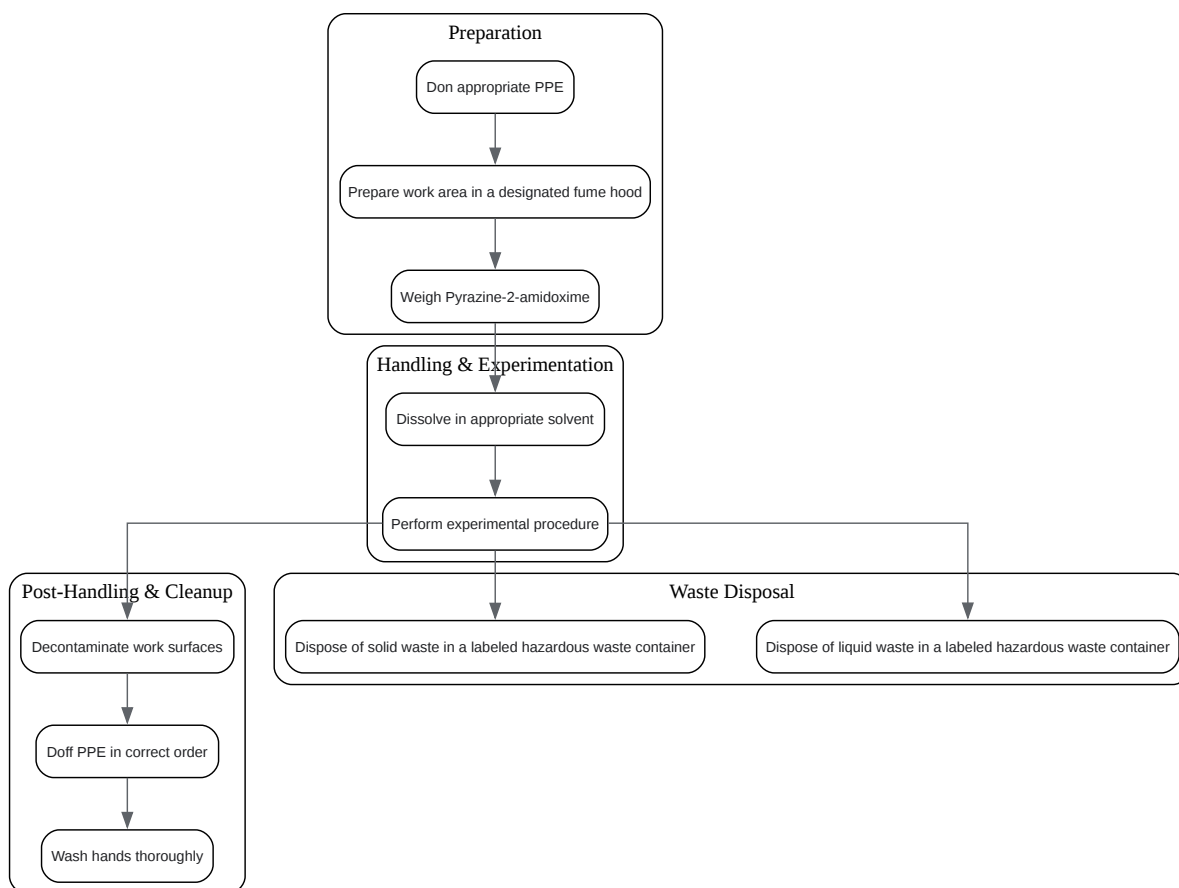 Preparation
Don appropriate PPE
Prepare work area in a designated fume hood
Weigh Pyrazine-2-amidoxime
Handling & Experimentation
Dissolve in appropriate solvent
Perform experimental procedure
Post-Handling & Cleanup
Decontaminate work surfaces
Doff PPE in correct order
Wash hands thoroughly
Waste Disposal
Dispose of solid waste in a labeled hazardous waste container
Dispose of liquid waste in a labeled hazardous waste container